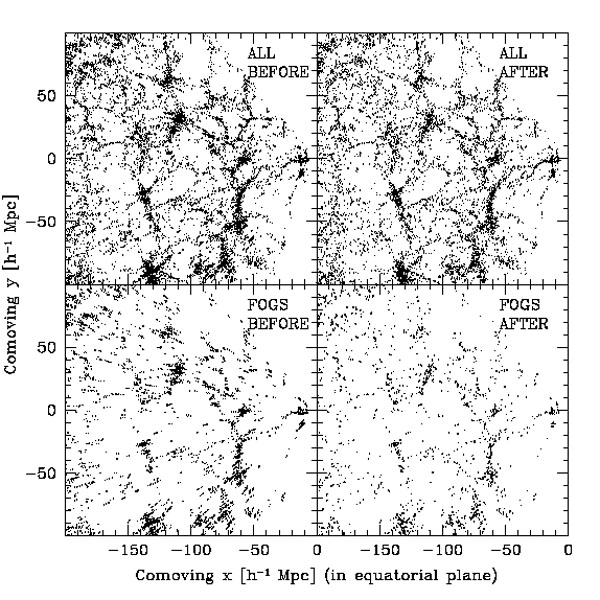 ALL
BEFORE
ALL
AFTER
50
0
−50
FOGS
BEFORE
FOGS
AFTER
50
0
−50
−150 −100 −50 0 −150 −100 −50 0
Comoving y [h⁻¹ Mpc]
Comoving x [h⁻¹ Mpc] (in equatorial plane)